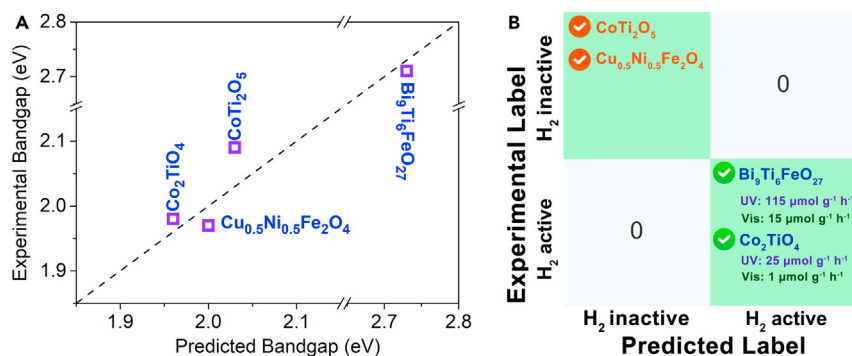 A
Experimental Bandgap (eV)
2.8
2.7
2.1
2.0
1.9
1.9
2.0
2.1
2.7
2.8
Predicted Bandgap (eV)
Co₂TiO₄
CoTi₂O₅
Cu₀.₅Ni₀.₅Fe₂O₄
Bi₉Ti₆FeO₂₇
B
Experimental Label
H₂ inactive
H₂ active
CoTi₂O₅
Cu₀.₅Ni₀.₅Fe₂O₄
0
0
Bi₉Ti₆FeO₂₇
UV: 115 µmol g⁻¹ h⁻¹
Vis: 15 µmol g⁻¹ h⁻¹
Co₂TiO₄
UV: 25 µmol g⁻¹ h⁻¹
Vis: 1 µmol g⁻¹ h⁻¹
H₂ inactive
H₂ active
Predicted Label